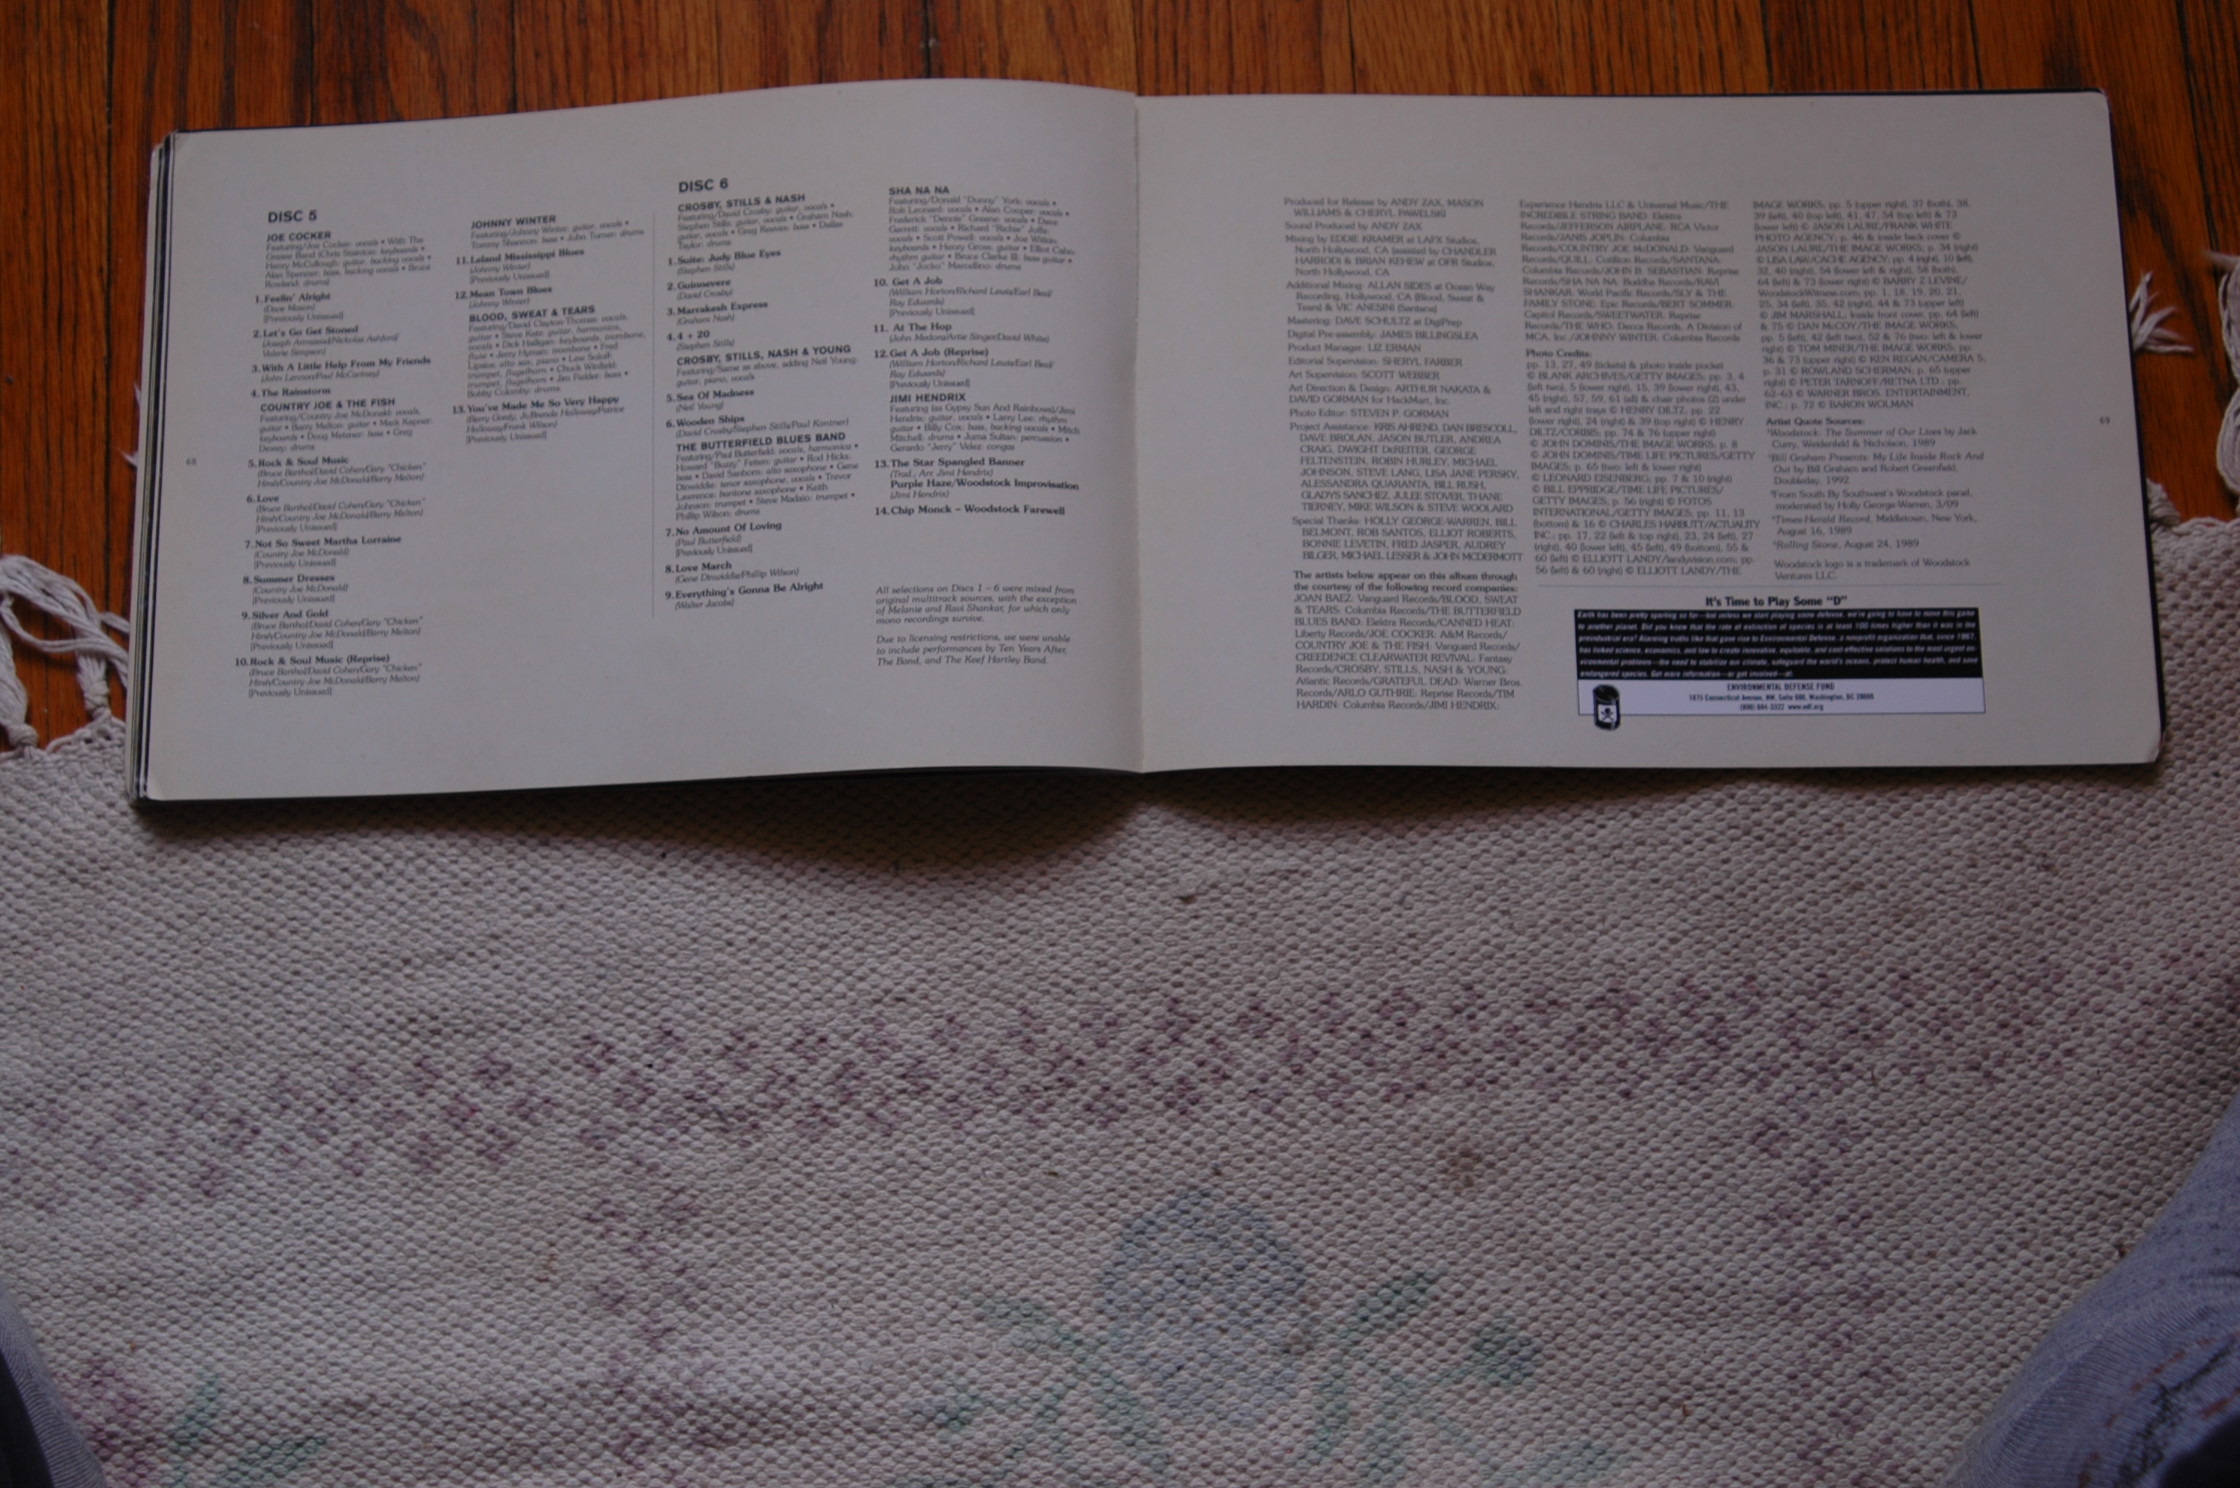 DISC 5
JOE COCKER
Featuring/Joe Cocker: vocals • With The
Grease Band (Chris Stainton: keyboards •
Henry McCullough: guitar, backing vocals •
Alan Spenner: bass, backing vocals • Bruce
Rowland: drums)
1. Feelin' Alright
(Dave Mason)
[Previously Unissued]
2. Let's Go Get Stoned
(Joseph Armstead/Nickolas Ashford/
Valerie Simpson)
3. With A Little Help From My Friends
(John Lennon/Paul McCartney)
4. The Rainstorm
COUNTRY JOE & THE FISH
Featuring/Country Joe McDonald: vocals,
guitar • Barry Melton: guitar • Mark Kapner:
keyboards • Doug Metzner: bass • Greg
Dewey: drums
5. Rock & Soul Music
(Bruce Barthol/David Cohen/Gary "Chicken"
Hirsh/Country Joe McDonald/Barry Melton)
6. Love
(Bruce Barthol/David Cohen/Gary "Chicken"
Hirsh/Country Joe McDonald/Barry Melton)
[Previously Unissued]
7. Not So Sweet Martha Lorraine
(Country Joe McDonald)
[Previously Unissued]
8. Summer Dresses
(Country Joe McDonald)
[Previously Unissued]
9. Silver And Gold
(Bruce Barthol/David Cohen/Gary "Chicken"
Hirsh/Country Joe McDonald/Barry Melton)
[Previously Unissued]
10. Rock & Soul Music (Reprise)
(Bruce Barthol/David Cohen/Gary "Chicken"
Hirsh/Country Joe McDonald/Barry Melton)
[Previously Unissued]
JOHNNY WINTER
Featuring/Johnny Winter: guitar, vocals •
Tommy Shannon: bass • John Turner: drums
11. Leland Mississippi Blues
(Johnny Winter)
[Previously Unissued]
12. Mean Town Blues
(Johnny Winter)
BLOOD, SWEAT & TEARS
Featuring/David Clayton-Thomas: vocals,
guitar • Steve Katz: guitar, harmonica,
vocals • Dick Halligan: keyboards, trombone,
flute • Jerry Hyman: trombone • Fred
Lipsius: alto sax, piano • Lew Soloff:
trumpet, flugelhorn • Chuck Winfield:
trumpet, flugelhorn • Jim Fielder: bass •
Bobby Colomby: drums
13. You've Made Me So Very Happy
(Berry Gordy, Jr./Brenda Holloway/Patrice
Holloway/Frank Wilson)
[Previously Unissued]
DISC 6
CROSBY, STILLS & NASH
Featuring/David Crosby: guitar, vocals •
Stephen Stills: guitar, vocals • Graham Nash:
guitar, vocals • Greg Reeves: bass • Dallas
Taylor: drums
1. Suite: Judy Blue Eyes
(Stephen Stills)
2. Guinnevere
(David Crosby)
3. Marrakesh Express
(Graham Nash)
4. 4 + 20
(Stephen Stills)
CROSBY, STILLS, NASH & YOUNG
Featuring/Same as above, adding Neil Young:
guitar, piano, vocals
5. Sea Of Madness
(Neil Young)
6. Wooden Ships
(David Crosby/Stephen Stills/Paul Kantner)
THE BUTTERFIELD BLUES BAND
Featuring/Paul Butterfield: vocals, harmonica •
Howard "Buzzy" Feiten: guitar • Rod Hicks:
bass • David Sanborn: alto saxophone • Gene
Dinwiddie: tenor saxophone, vocals • Trevor
Lawrence: baritone saxophone • Keith
Johnson: trumpet • Steve Madaio: trumpet •
Phillip Wilson: drums
7. No Amount Of Loving
(Paul Butterfield)
[Previously Unissued]
8. Love March
(Gene Dinwiddie/Phillip Wilson)
9. Everything's Gonna Be Alright
(Walter Jacobs)
SHA NA NA
Featuring/Donald "Donny" York: vocals •
Rob Leonard: vocals • Alan Cooper: vocals •
Frederick "Dennis" Greene: vocals • Dave
Garrett: vocals • Richard "Richie" Joffe:
vocals • Scott Powell: vocals • Joe Witkin:
keyboards • Henry Gross: guitar • Elliot Cahn:
rhythm guitar • Bruce Clarke III: bass guitar •
John "Jocko" Marcellino: drums
10. Get A Job
(William Horton/Richard Lewis/Earl Beal/
Ray Edwards)
[Previously Unissued]
11. At The Hop
(John Madara/Artie Singer/David White)
12. Get A Job (Reprise)
(William Horton/Richard Lewis/Earl Beal/
Ray Edwards)
[Previously Unissued]
JIMI HENDRIX
Featuring (as Gypsy Sun And Rainbows)/Jimi
Hendrix: guitar, vocals • Larry Lee: rhythm
guitar • Billy Cox: bass, backing vocals • Mitch
Mitchell: drums • Juma Sultan: percussion •
Gerardo "Jerry" Velez: congas
13. The Star Spangled Banner
(Trad.; Arr. Jimi Hendrix)
Purple Haze/Woodstock Improvisation
(Jimi Hendrix)
14. Chip Monck – Woodstock Farewell
All selections on Discs 1 – 6 were mixed from
original multitrack sources, with the exception
of Melanie and Ravi Shankar, for which only
mono recordings survive.
Due to licensing restrictions, we were unable
to include performances by Ten Years After,
The Band, and The Keef Hartley Band.
68
Produced for Release by ANDY ZAX, MASON
WILLIAMS & CHERYL PAWELSKI
Sound Produced by ANDY ZAX
Mixing by EDDIE KRAMER at LAFX Studios,
North Hollywood, CA (assisted by CHANDLER
HARROD) & BRIAN KEHEW at OFR Studios,
North Hollywood, CA
Additional Mixing: ALLAN SIDES at Ocean Way
Recording, Hollywood, CA (Blood, Sweat &
Tears) & VIC ANESINI (Santana)
Mastering: DAVE SCHULTZ at DigiPrep
Digital Pre-assembly: JAMES BILLINGSLEA
Product Manager: LIZ ERMAN
Editorial Supervision: SHERYL FARBER
Art Supervision: SCOTT WEBBER
Art Direction & Design: ARTHUR NAKATA &
DAVID GORMAN for HackMart, Inc.
Photo Editor: STEVEN P. GORMAN
Project Assistance: KRIS AHREND, DAN BRISCOLL,
DAVE BROLAN, JASON BUTLER, ANDREA
CRAIG, DWIGHT DeREITER, GEORGE
FELTENSTEIN, ROBIN HURLEY, MICHAEL
JOHNSON, STEVE LANG, LISA JANE PERSKY,
ALESSANDRA QUARANTA, BILL RUSH,
GLADYS SANCHEZ, JULEE STOVER, THANE
TIERNEY, MIKE WILSON & STEVE WOOLARD
Special Thanks: HOLLY GEORGE-WARREN, BILL
BELMONT, ROB SANTOS, ELLIOT ROBERTS,
BONNIE LEVETIN, FRED JASPER, AUDREY
BILGER, MICHAEL LESSER & JOHN McDERMOTT
The artists below appear on this album through
the courtesy of the following record companies:
JOAN BAEZ: Vanguard Records/BLOOD, SWEAT
& TEARS: Columbia Records/THE BUTTERFIELD
BLUES BAND: Elektra Records/CANNED HEAT:
Liberty Records/JOE COCKER: A&M Records/
COUNTRY JOE & THE FISH: Vanguard Records/
CREEDENCE CLEARWATER REVIVAL: Fantasy
Records/CROSBY, STILLS, NASH & YOUNG:
Atlantic Records/GRATEFUL DEAD: Warner Bros.
Records/ARLO GUTHRIE: Reprise Records/TIM
HARDIN: Columbia Records/JIMI HENDRIX:
Experience Hendrix LLC & Universal Music/THE
INCREDIBLE STRING BAND: Elektra
Records/JEFFERSON AIRPLANE: RCA Victor
Records/JANIS JOPLIN: Columbia
Records/COUNTRY JOE McDONALD: Vanguard
Records/QUILL: Cotillion Records/SANTANA:
Columbia Records/JOHN B. SEBASTIAN: Reprise
Records/SHA NA NA: Buddha Records/RAVI
SHANKAR: World Pacific Records/SLY & THE
FAMILY STONE: Epic Records/BERT SOMMER:
Capitol Records/SWEETWATER: Reprise
Records/THE WHO: Decca Records, A Division of
MCA, Inc./JOHNNY WINTER: Columbia Records
Photo Credits:
pp. 13, 27, 49 (tickets) & photo inside pocket
© BLANK ARCHIVES/GETTY IMAGES; pp. 3, 4
(left two), 5 (lower right), 15, 39 (lower right), 43,
45 (right), 57, 59, 61 (all) & clear photos (2) under
left and right trays © HENRY DILTZ; pp. 22
(lower right), 24 (right) & 39 (top right) © HENRY
DILTZ/CORBIS; pp. 74 & 76 (upper right)
© JOHN DOMINIS/THE IMAGE WORKS; p. 8
© JOHN DOMINIS/TIME LIFE PICTURES/GETTY
IMAGES; p. 65 (two: left & lower right)
© LEONARD EISENBERG; pp. 7 & 10 (right)
© BILL EPPRIDGE/TIME LIFE PICTURES/
GETTY IMAGES; p. 56 (right) © FOTOS
INTERNATIONAL/GETTY IMAGES; pp. 11, 13
(bottom) & 16 © CHARLES HARBUTT/ACTUALITY
INC.; pp. 17, 22 (left & top right), 23, 24 (left), 27
(right), 40 (lower left), 45 (left), 49 (bottom), 55 &
60 (left) © ELLIOTT LANDY/landyvision.com; pp.
56 (left) & 60 (right) © ELLIOTT LANDY/THE
IMAGE WORKS; pp. 5 (upper right), 37 (both), 38,
39 (left), 40 (top left), 41, 47, 54 (top left) & 73
(lower left) © JASON LAURE/FRANK WHITE
PHOTO AGENCY; p. 46 & inside back cover ©
JASON LAURE/THE IMAGE WORKS; p. 34 (right)
© LISA LAW/CACHE AGENCY; pp. 4 (right), 10 (left),
32, 40 (right), 54 (lower left & right), 58 (both),
64 (left) & 73 (lower right) © BARRY Z LEVINE/
WoodstockWitness.com; pp. 1, 18, 19, 20, 21,
25, 34 (left), 35, 42 (right), 44 & 73 (upper left)
© JIM MARSHALL; Inside front cover, pp. 64 (left)
& 75 © DAN McCOY/THE IMAGE WORKS;
pp. 5 (left), 42 (left two), 52 & 76 (two: left & lower
right) © TOM MINER/THE IMAGE WORKS; pp.
36 & 73 (upper right) © KEN REGAN/CAMERA 5;
p. 31 © ROWLAND SCHERMAN; p. 65 (upper
right) © PETER TARNOFF/RETNA LTD.; pp.
62–63 © WARNER BROS. ENTERTAINMENT,
INC.; p. 72 © BARON WOLMAN
Artist Quote Sources:
Woodstock: The Summer of Our Lives by Jack
Curry, Weidenfeld & Nicholson, 1989
Bill Graham Presents: My Life Inside Rock And
Out by Bill Graham and Robert Greenfield,
Doubleday, 1992
From South By Southwest's Woodstock panel,
moderated by Holly George-Warren, 3/09
Times Herald Record, Middletown, New York,
August 16, 1989
Rolling Stone, August 24, 1989
Woodstock logo is a trademark of Woodstock
Ventures LLC.
69
It's Time to Play Some "D"
Earth has been pretty sporting so far—but unless we start playing some defense, we're going to have to move this game
to another planet. Did you know that the rate of extinction of species is at least 100 times higher than it was in the
preindustrial era? Alarming truths like that gave rise to Environmental Defense, a nonprofit organization that, since 1967,
has linked science, economics, and law to create innovative, equitable, and cost-effective solutions to the most urgent en-
vironmental problems—the need to stabilize our climate, safeguard the world's oceans, protect human health, and save
endangered species. Get more information—or get involved—at:
ENVIRONMENTAL DEFENSE FUND
1875 Connecticut Avenue, NW, Suite 600, Washington, DC 20009
(800) 684-3322 www.edf.org